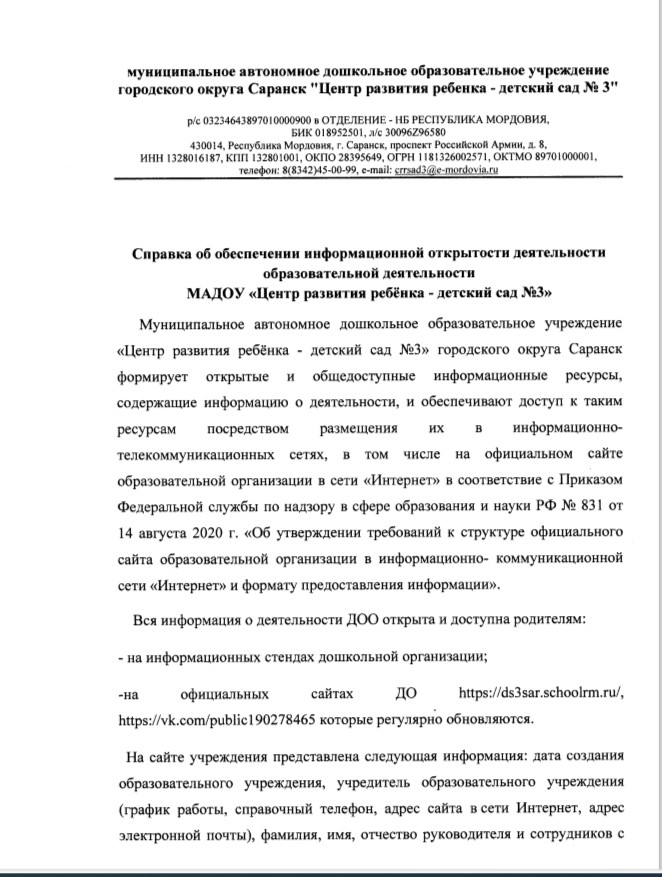 муниципальное автономное дошкольное образовательное учреждение
городского округа Саранск "Центр развития ребенка - детский сад № 3"
р/с 03234643897010000900 в ОТДЕЛЕНИЕ - НБ РЕСПУБЛИКА МОРДОВИЯ,
БИК 018952501, л/с 30096Z96580
430014, Республика Мордовия, г. Саранск, проспект Российской Армии, д. 8,
ИНН 1328016187, КПП 132801001, ОКПО 28395649, ОГРН 1181326002571, ОКТМО 89701000001,
телефон: 8(8342)45-00-99, e-mail: crrsad3@e-mordovia.ru
Справка об обеспечении информационной открытости деятельности
образовательной деятельности
МАДОУ «Центр развития ребёнка - детский сад №3»
Муниципальное автономное дошкольное образовательное учреждение
«Центр развития ребёнка - детский сад №3» городского округа Саранск
формирует открытые и общедоступные информационные ресурсы,
содержащие информацию о деятельности, и обеспечивают доступ к таким
ресурсам посредством размещения их в информационно-
телекоммуникационных сетях, в том числе на официальном сайте
образовательной организации в сети «Интернет» в соответствие с Приказом
Федеральной службы по надзору в сфере образования и науки РФ № 831 от
14 августа 2020 г. «Об утверждении требований к структуре официального
сайта образовательной организации в информационно- коммуникационной
сети «Интернет» и формату предоставления информации».
Вся информация о деятельности ДОО открыта и доступна родителям:
- на информационных стендах дошкольной организации;
-на официальных сайтах ДО https://ds3sar.schoolrm.ru/,
https://vk.com/public190278465 которые регулярно обновляются.
На сайте учреждения представлена следующая информация: дата создания
образовательного учреждения, учредитель образовательного учреждения
(график работы, справочный телефон, адрес сайта в сети Интернет, адрес
электронной почты), фамилия, имя, отчество руководителя и сотрудников с